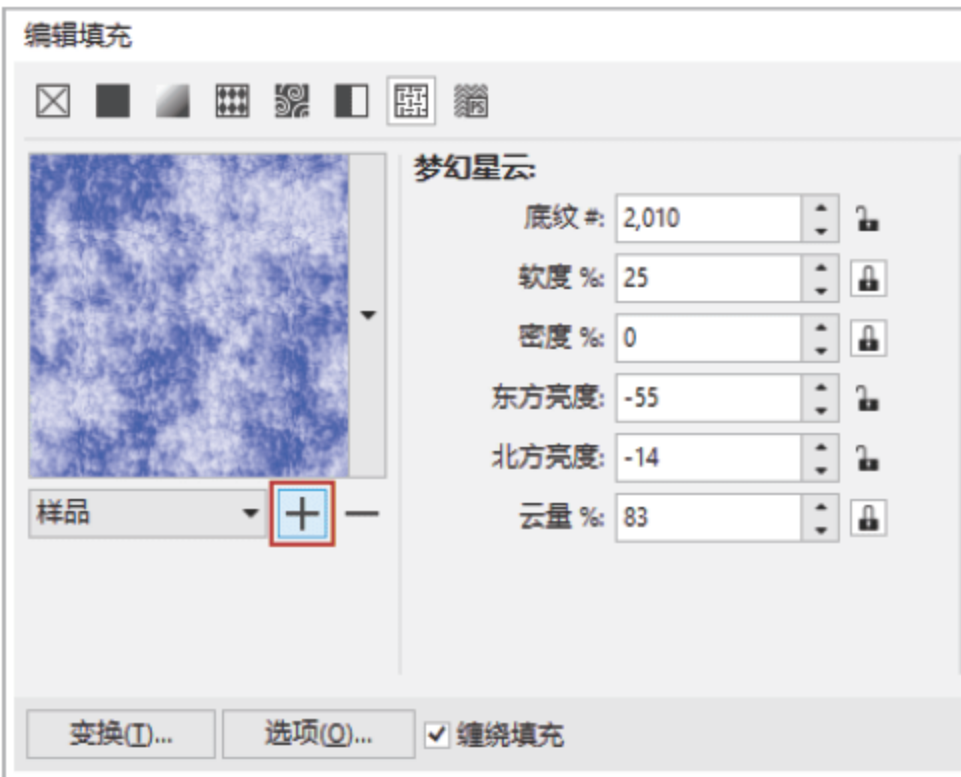 编辑填充
PS
梦幻星云:
底纹 #: 2,010
软度 %: 25
密度 %: 0
东方亮度: -55
北方亮度: -14
样品
云量 %: 83
变换(T)... 选项(O)... 缠绕填充